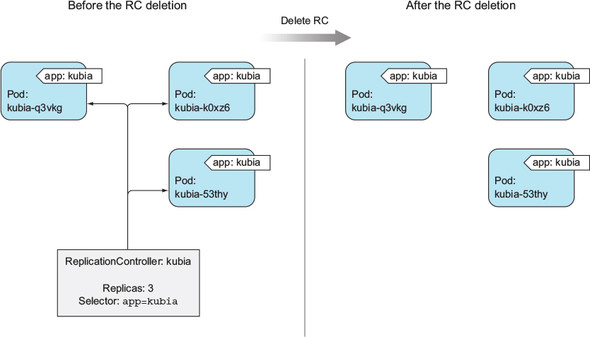 Before the RC deletion
Delete RC
After the RC deletion
app: kubia
Pod:
kubia-q3vkg
app: kubia
Pod:
kubia-k0xz6
app: kubia
Pod:
kubia-53thy
ReplicationController: kubia
Replicas: 3
Selector: app=kubia
app: kubia
Pod:
kubia-q3vkg
app: kubia
Pod:
kubia-k0xz6
app: kubia
Pod:
kubia-53thy